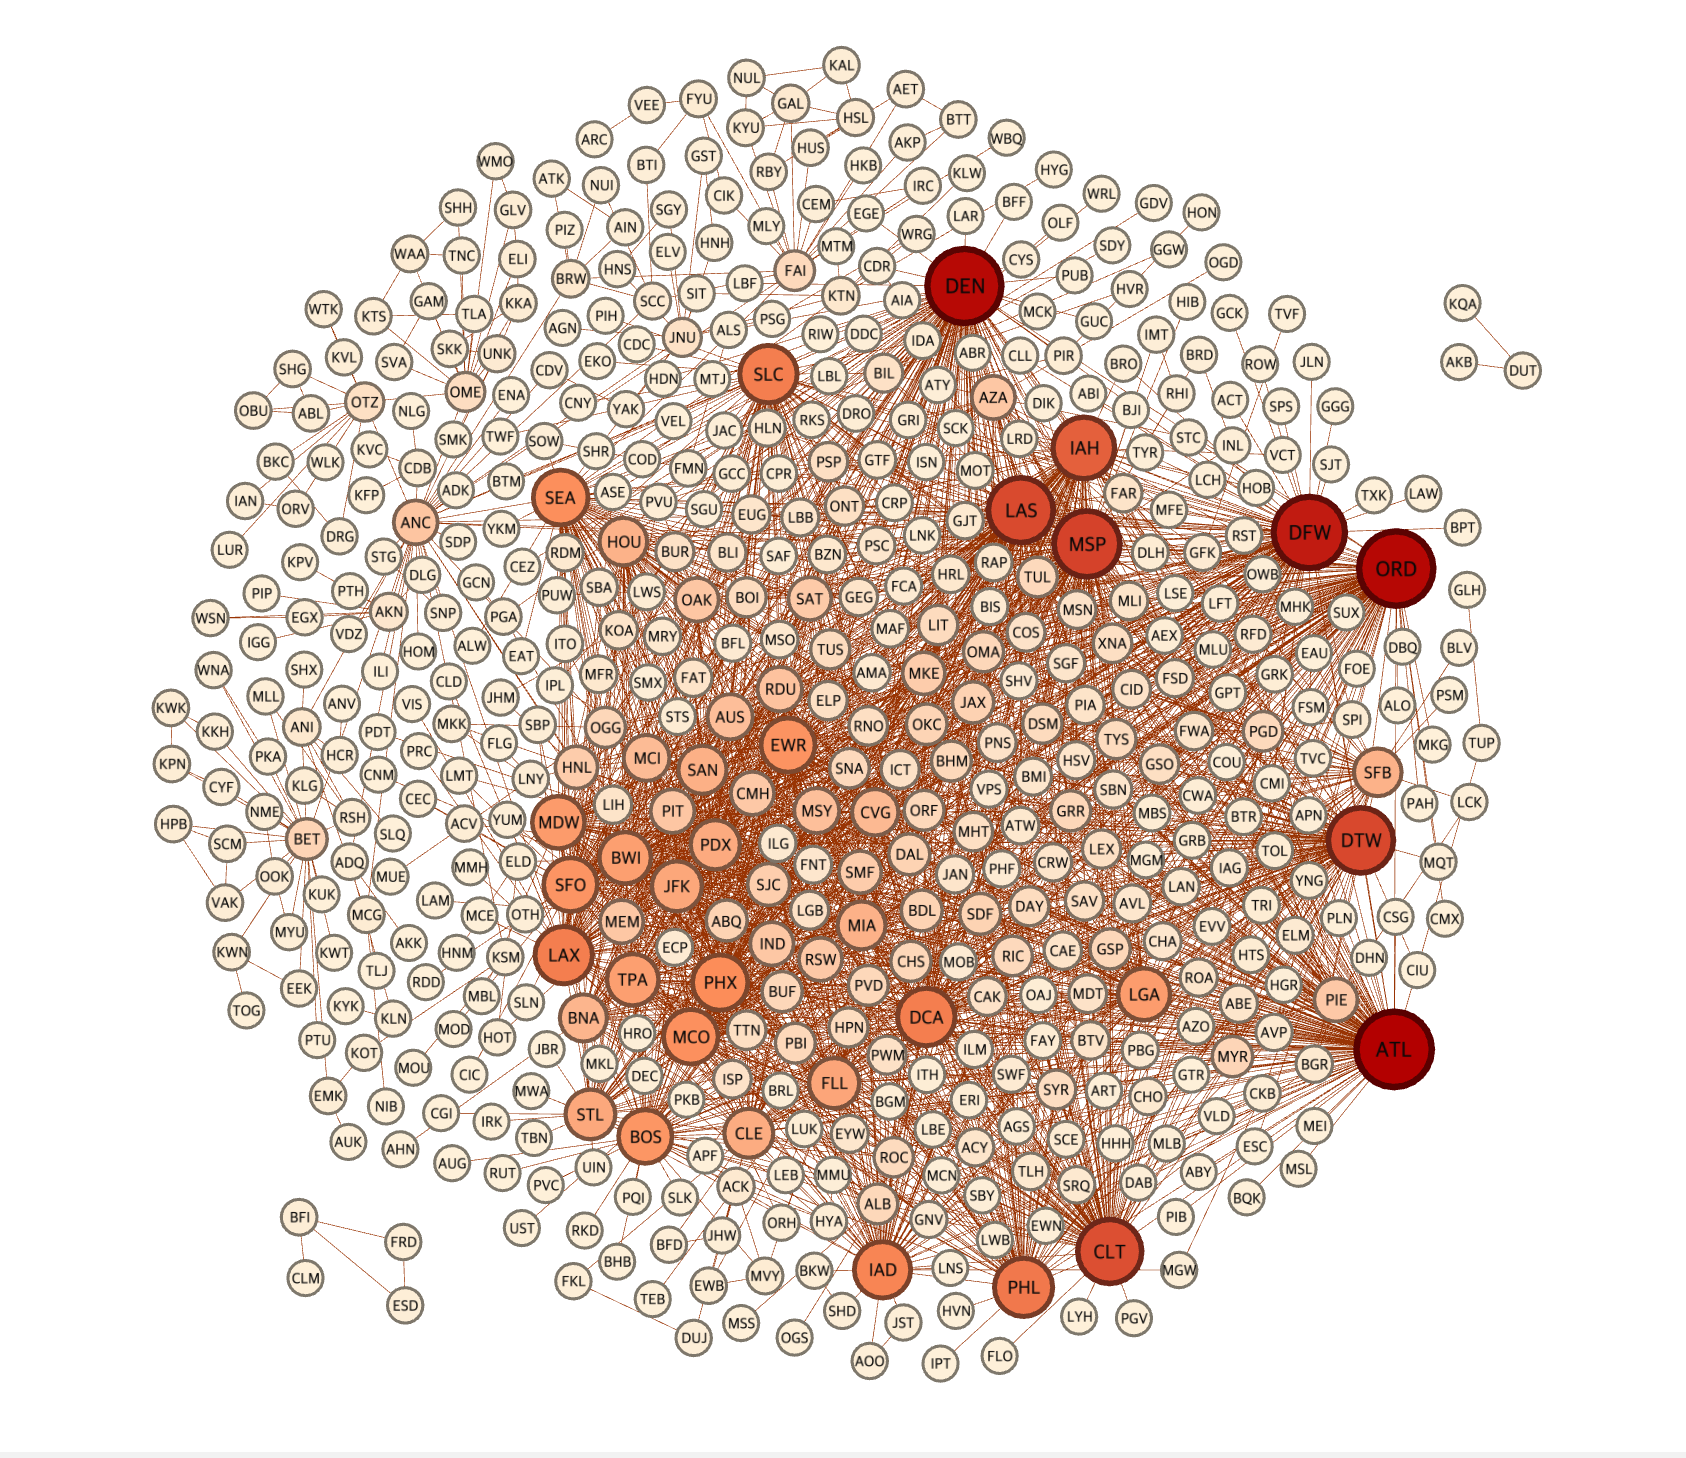 KAL
NUL
AET
FYU
GAL
VEE
HSL
BTT
KYU
WBQ
ARC
AKP
HUS
GST
WMO
BTI
HKB
HYG
RBY
KLW
ATK
NUI
IRC
WRL
CIK
BFF
GDV
CEM
SHH
SGY
GLV
EGE
HON
LAR
OLF
MLY
AIN
PIZ
WRG
HNH
SDY
MTM
GGW
ELV
WAA
TNC
ELI
CYS
OGD
CDR
HNS
FAI
PUB
BRW
LBF
DEN
HVR
SIT
KTN
SCC
GAM
AIA
HIB
KKA
KQA
WTK
MCK
GCK
TLA
TVF
KTS
PIH
PSG
GUC
AGN
ALS
RIW
DDC
IMT
JNU
IDA
CDC
SKK
UNK
ABR
BRD
CLL
PIR
KVL
EKO
SVA
JLN
AKB
BRO
ROW
SHG
CDV
DUT
BIL
SLC
LBL
HDN
MTJ
ATY
OME
ABI
RHI
ENA
AZA
ACT
OTZ
CNY
DIK
SPS
GGG
YAK
OBU
BJI
NLG
ABL
DRO
RKS
GRI
VEL
HLN
SCK
JAC
TWF
STC
LRD
SMK
SOW
INL
IAH
KVC
SHR
TYR
VCT
COD
GTF
BKC
WLK
PSP
ISN
SJT
CDB
FMN
MOT
GCC
CPR
LCH
BTM
HOB
ADK
ASE
FAR
LAW
KFP
TXK
SEA
IAN
PVU
CRP
ONT
SGU
ORV
MFE
LAS
EUG
LBB
GJT
ANC
BPT
YKM
DFW
LNK
RST
DRG
HOU
SDP
MSP
PSC
LUR
RDM
BUR
BLI
DLH
GFK
BZN
SAF
STG
KPV
RAP
CEZ
ORD
HRL
OWB
DLG
TUL
GCN
FCA
SBA
GLH
PTH
LWS
PIP
LSE
PUW
BOI
GEG
OAK
SAT
MLI
LFT
BIS
MHK
MSN
AKN
SUX
SNP
PGA
EGX
WSN
LIT
MAF
KOA
COS
VDZ
RFD
MRY
AEX
MSO
IGG
BFL
XNA
ITO
ALW
DBQ
BLV
TUS
MLU
HOM
OMA
EAU
EAT
SGF
FOE
SHX
WNA
ILI
AMA
MKE
MFR
GRK
FAT
FSD
CLD
SMX
SHV
IPL
RDU
CID
GPT
MLL
PSM
JHM
ELP
JAX
ANV
VIS
PIA
ALO
KWK
FSM
STS
AUS
SPI
MKK
DSM
SBP
RNO
OKC
OGG
ANI
KKH
FWA
PGD
PDT
TYS
FLG
PNS
TUP
MKG
EWR
PRC
HCR
PKA
MCI
TVC
HSV
BHM
COU
KPN
GSO
HNL
SNA
SAN
ICT
SFB
CNM
LMT
BMI
LNY
CMI
KLG
CYF
SBN
VPS
CMH
CWA
CEC
LCK
PAH
LIH
PIT
MSY
ORF
GRR
NME
CVG
MBS
APN
RSH
BTR
YUM
MDW
ACV
HPB
ATW
MHT
SLQ
BET
DTW
GRB
SCM
PDX
ILG
LEX
TOL
DAL
BWI
MGM
ADQ
ELD
MQT
FNT
MMH
IAG
PHF
CRW
SMF
JAN
MUE
OOK
YNG
SFO
SJC
JFK
LAN
KUK
LAM
VAK
SAV
AVL
TRI
DAY
LGB
BDL
MCG
SDF
MCE
OTH
CSG
PLN
CMX
MEM
ABQ
MIA
EVV
MYU
ELM
CHA
AKK
IND
ECP
GSP
CAE
KWN
KWT
HNM
HTS
LAX
RIC
KSM
DHN
RSW
CHS
MOB
TLJ
CIU
ROA
TPA
RDD
PHX
HGR
EEK
PVD
BUF
MDT
OAJ
LGA
MBL
CAK
PIE
SLN
ABE
KYK
TOG
BNA
DCA
KLN
AZO
MOD
HPN
TTN
AVP
HRO
MCO
HOT
PTU
FAY
BTV
PBI
JBR
ILM
ATL
PBG
KOT
PWM
MYR
MKL
BGR
MOU
CIC
GTR
SWF
DEC
ITH
ISP
FLL
SYR
ART
BRL
MWA
CKB
EMK
CHO
PKB
ERI
BGM
NIB
CGI
STL
VLD
IRK
MEI
AGS
LUK
LBE
EYW
CLE
BOS
TBN
SCE
AUK
HHH
MLB
ESC
ACY
AHN
APF
ROC
AUG
UIN
MSL
TLH
ABY
RUT
LEB
MMU
MCN
DAB
PVC
SRQ
ACK
PQI
SLK
SBY
BQK
ALB
BFI
PIB
GNV
HYA
ORH
EWN
UST
RKD
JHW
FRD
BFD
LWB
CLT
BHB
LNS
IAD
BKW
MGW
MVY
CLM
FKL
EWB
PHL
TEB
ESD
SHD
HVN
LYH
PGV
JST
MSS
OGS
DUJ
FLO
AOO
IPT